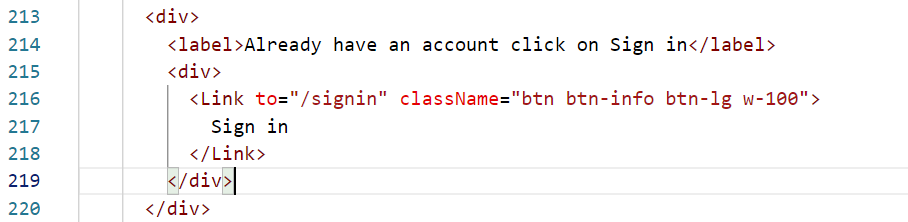 213 <div>
214 <label>Already have an account click on Sign in</label>
215 <div>
216 <Link to="/signin" className="btn btn-info btn-lg w-100">
217 Sign in
218 </Link>
219 </div>
220 </div>